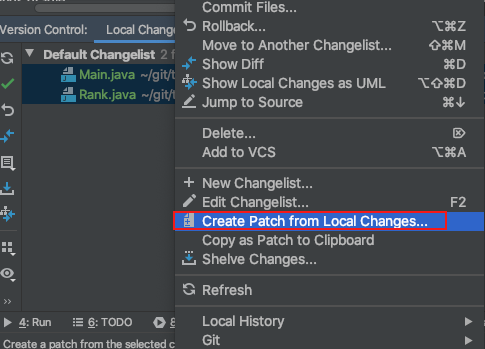 Commit Files...
Rollback... ⌥⌘Z
Version Control: Local Change
Move to Another Changelist... ⇧⌘M
Default Changelist 2 f
Show Diff ⌘D
Main.java ~/git/t
Show Local Changes as UML ⌥⇧⌘D
Rank.java ~/git/t
Jump to Source ⌘↓
Delete... ⌦
Add to VCS ⌥⌘A
New Changelist...
Edit Changelist... F2
Create Patch from Local Changes...
Copy as Patch to Clipboard
Shelve Changes...
Refresh
4: Run 6: TODO 8
Local History
Create a patch from the selected c
Git